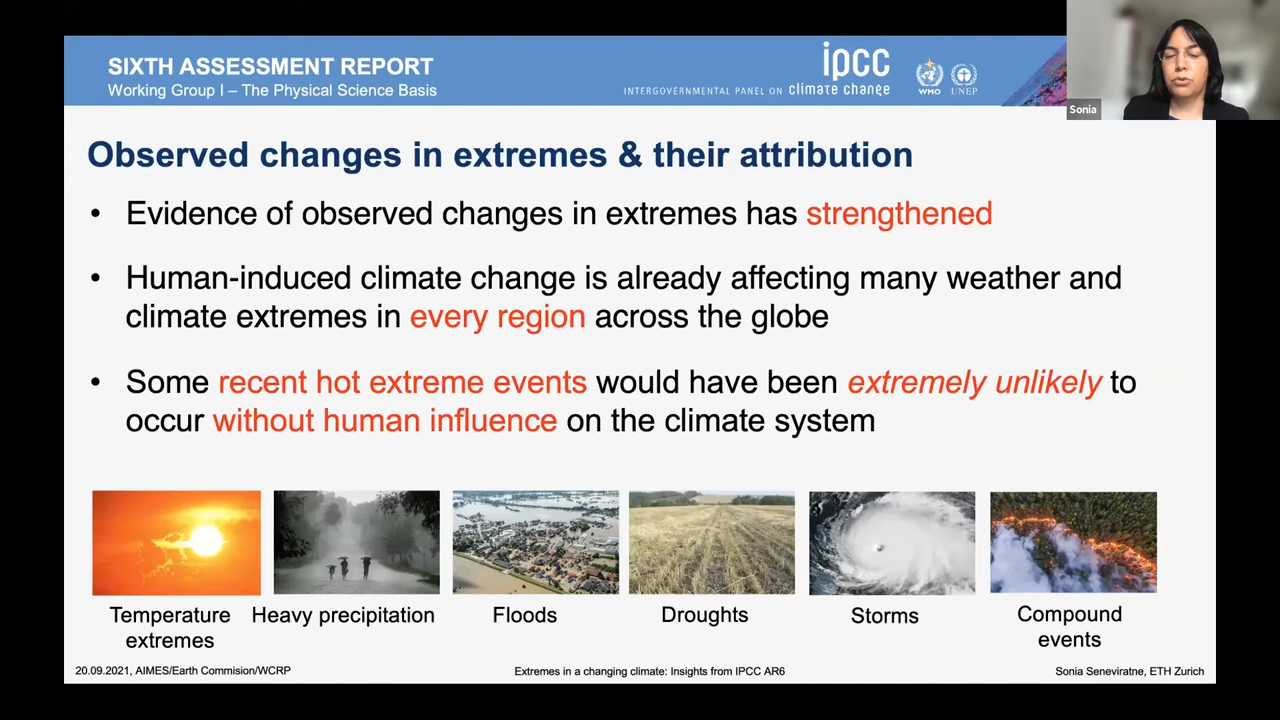 SIXTH ASSESSMENT REPORT
Working Group I – The Physical Science Basis
INTERGOVERNMENTAL PANEL ON climate change
ipcc
WMO
UNEP
Sonia
Observed changes in extremes & their attribution
• Evidence of observed changes in extremes has strengthened
• Human-induced climate change is already affecting many weather and
climate extremes in every region across the globe
• Some recent hot extreme events would have been extremely unlikely to
occur without human influence on the climate system
Temperature
extremes
Heavy precipitation
Floods
Droughts
Storms
Compound
events
20.09.2021, AIMES/Earth Commision/WCRP
Extremes in a changing climate: Insights from IPCC AR6
Sonia Seneviratne, ETH Zurich